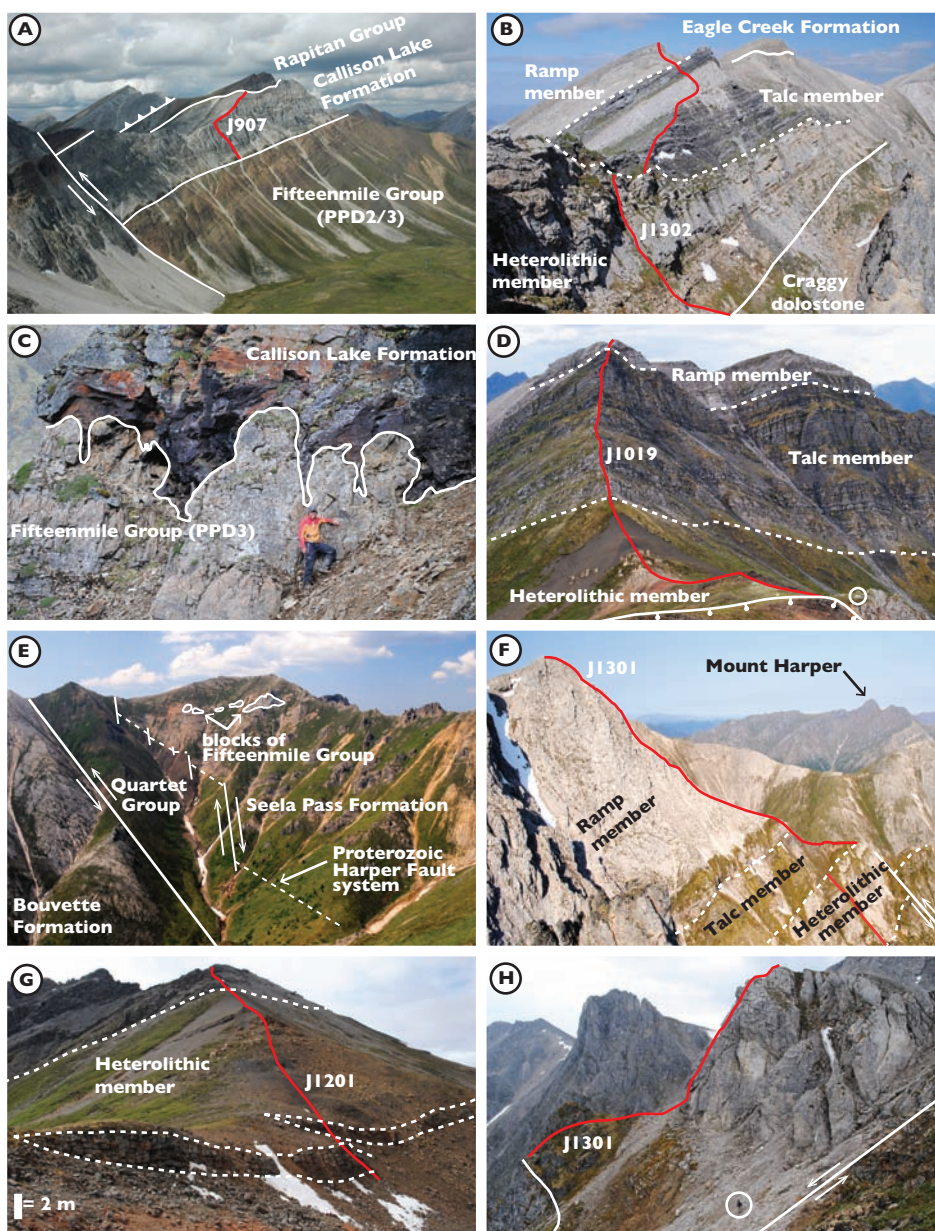 A
Rapitan Group
Callison Lake
Formation
J907
Fifteenmile Group
(PPD2/3)
B
Eagle Creek Formation
Ramp
member
Talc member
J1302
Heterolithic
member
Craggy
dolostone
C
Callison Lake Formation
Fifteenmile Group (PPD3)
D
Ramp member
J1019
Talc member
Heterolithic member
E
blocks of
Fifteenmile Group
Quartet
Group
Seela Pass Formation
Proterozoic
Harper Fault
system
Bouvette
Formation
F
J1301
Mount Harper
Ramp
member
Talc member
Heterolithic
member
G
Heterolithic
member
J1201
= 2 m
H
J1301